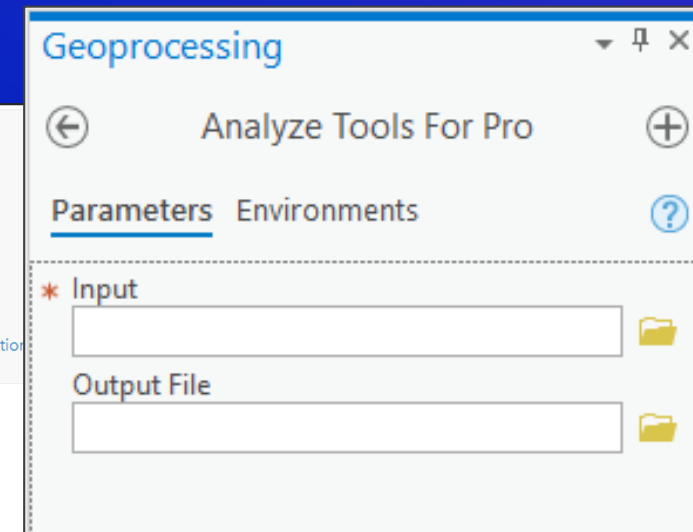 Geoprocessing
Analyze Tools For Pro
Parameters Environments
* Input
Output File